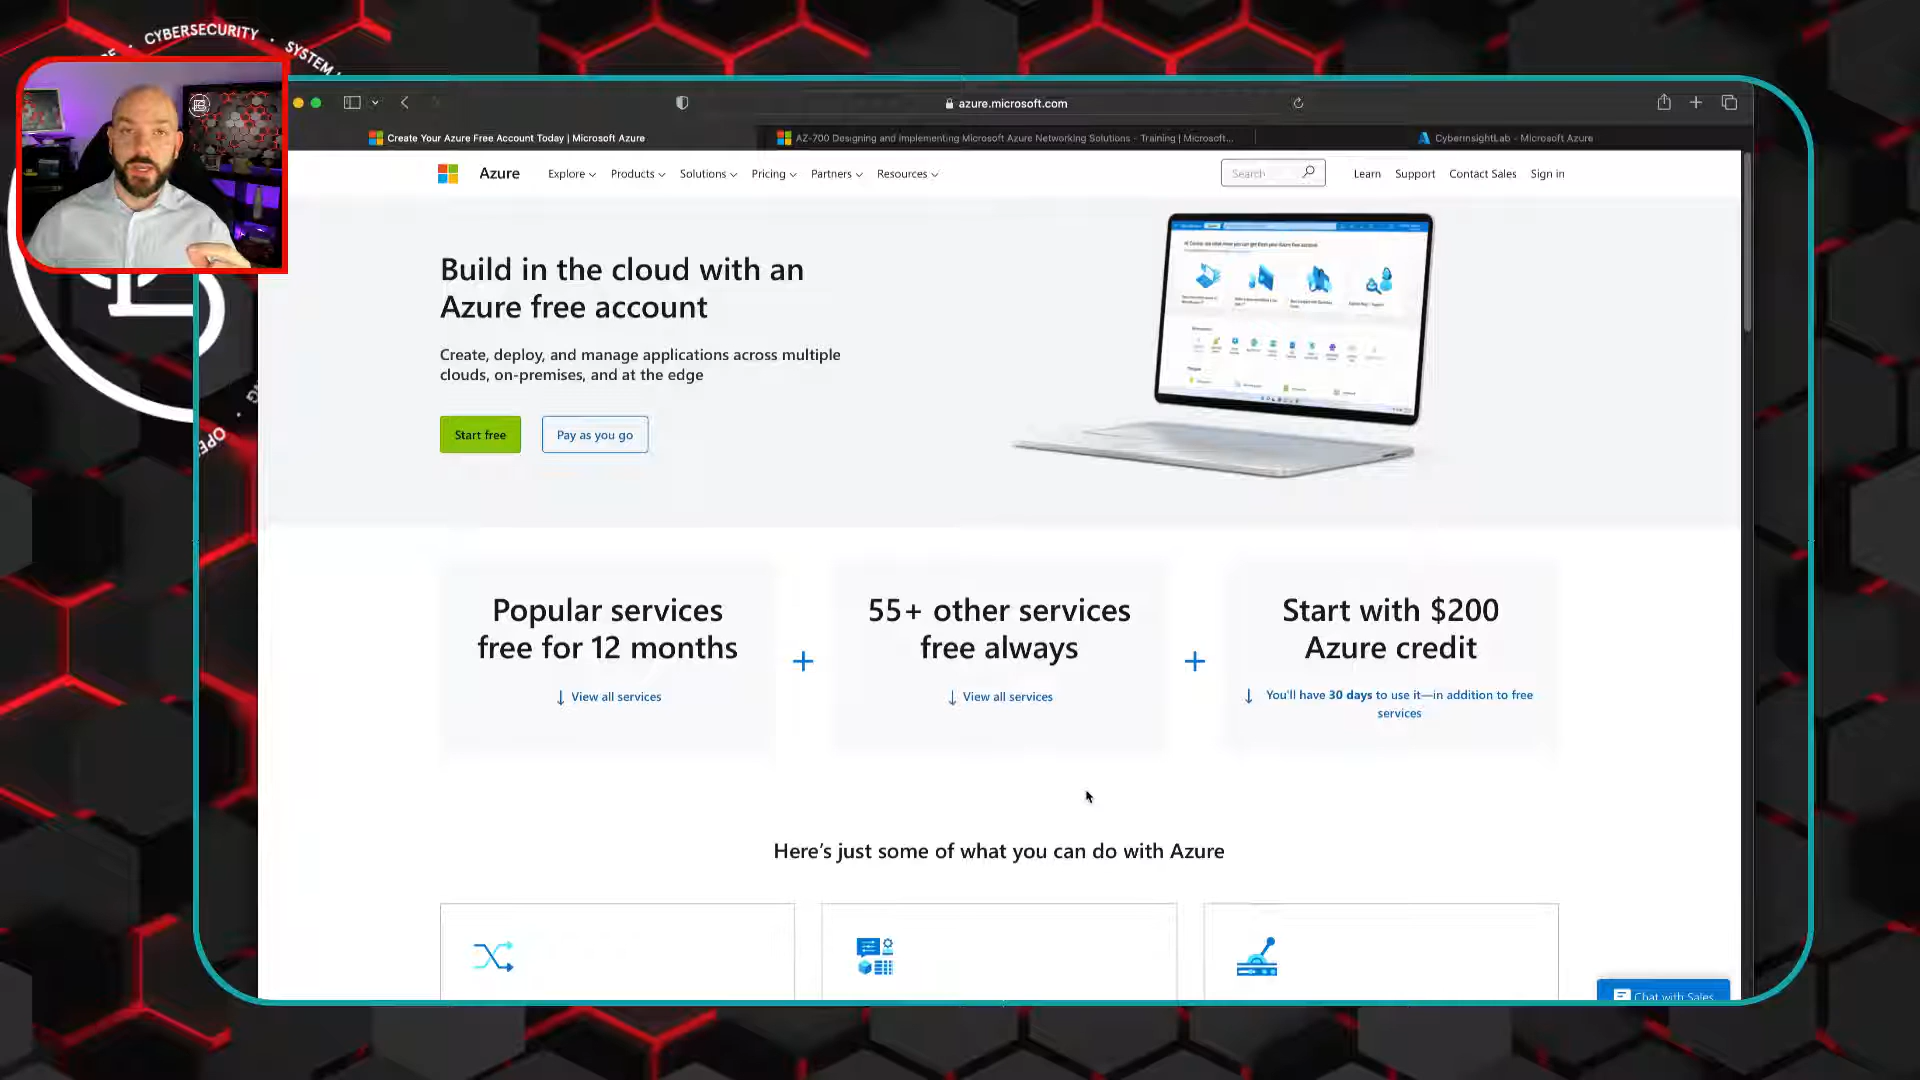 CYBERSECURITY
SYSTEM
azure.microsoft.com
Create Your Azure Free Account Today | Microsoft Azure
AZ-700 Designing and Implementing Microsoft Azure Networking Solutions - Training | Microsoft...
CyberInsightLab - Microsoft Azure
Azure
Explore
Products
Solutions
Pricing
Partners
Resources
Search
Learn
Support
Contact Sales
Sign in
Build in the cloud with an
Azure free account
Create, deploy, and manage applications across multiple
clouds, on-premises, and at the edge
Start free
Pay as you go
Popular services
free for 12 months
View all services
+
55+ other services
free always
View all services
+
Start with $200
Azure credit
You'll have 30 days to use it—in addition to free
services
Here's just some of what you can do with Azure
Chat with Sales